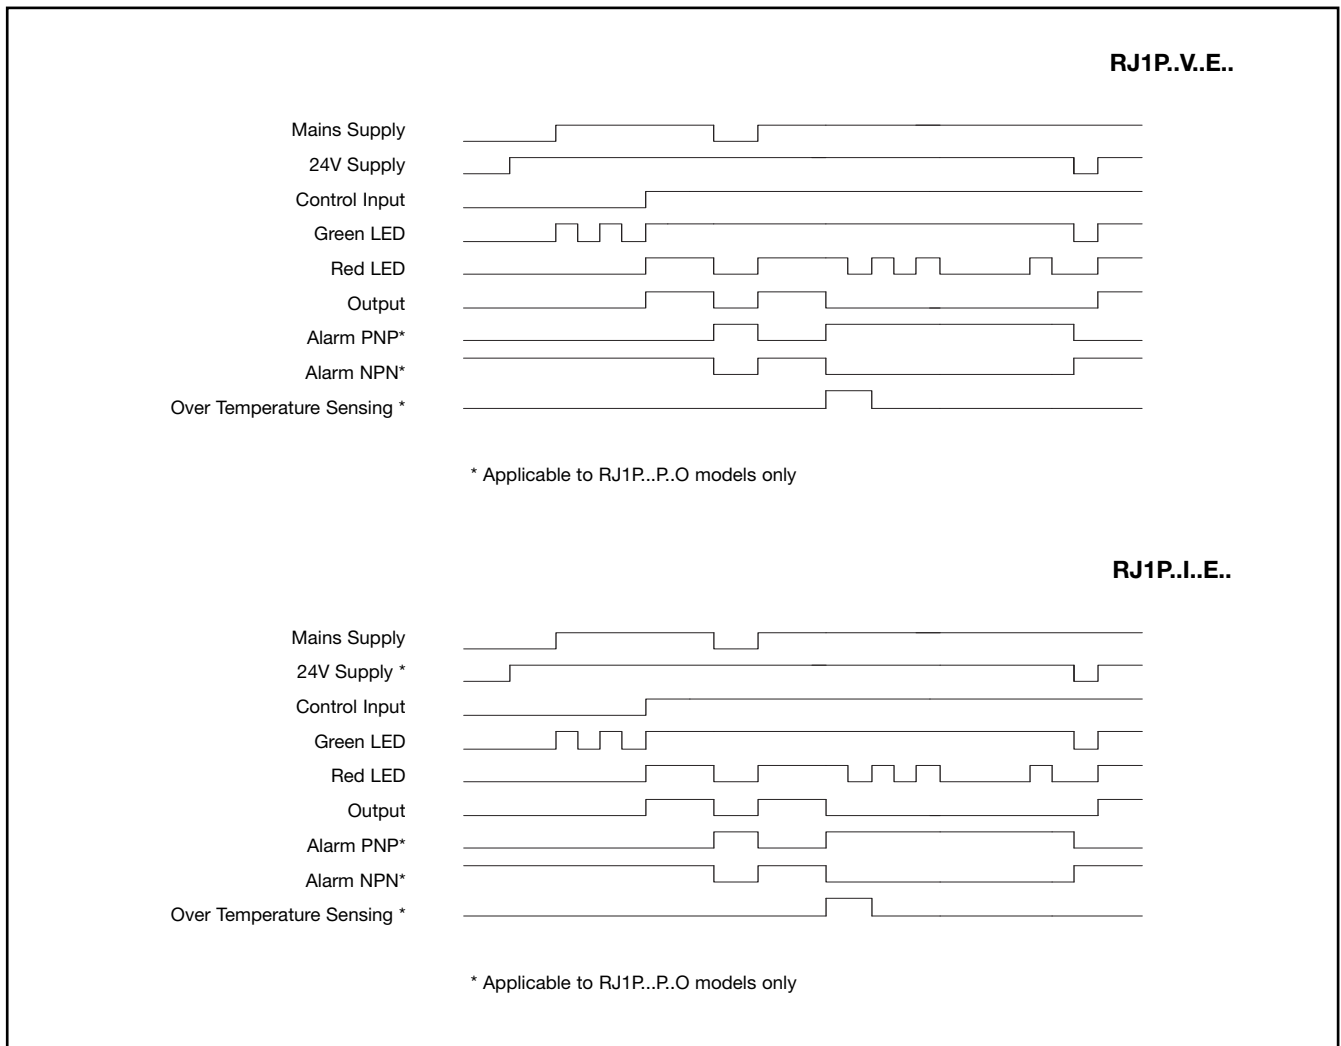 RJ1P..V..E..
Mains Supply
24V Supply
Control Input
Green LED
Red LED
Output
Alarm PNP*
Alarm NPN*
Over Temperature Sensing *
* Applicable to RJ1P...P..O models only
RJ1P..I..E..
Mains Supply
24V Supply *
Control Input
Green LED
Red LED
Output
Alarm PNP*
Alarm NPN*
Over Temperature Sensing *
* Applicable to RJ1P...P..O models only